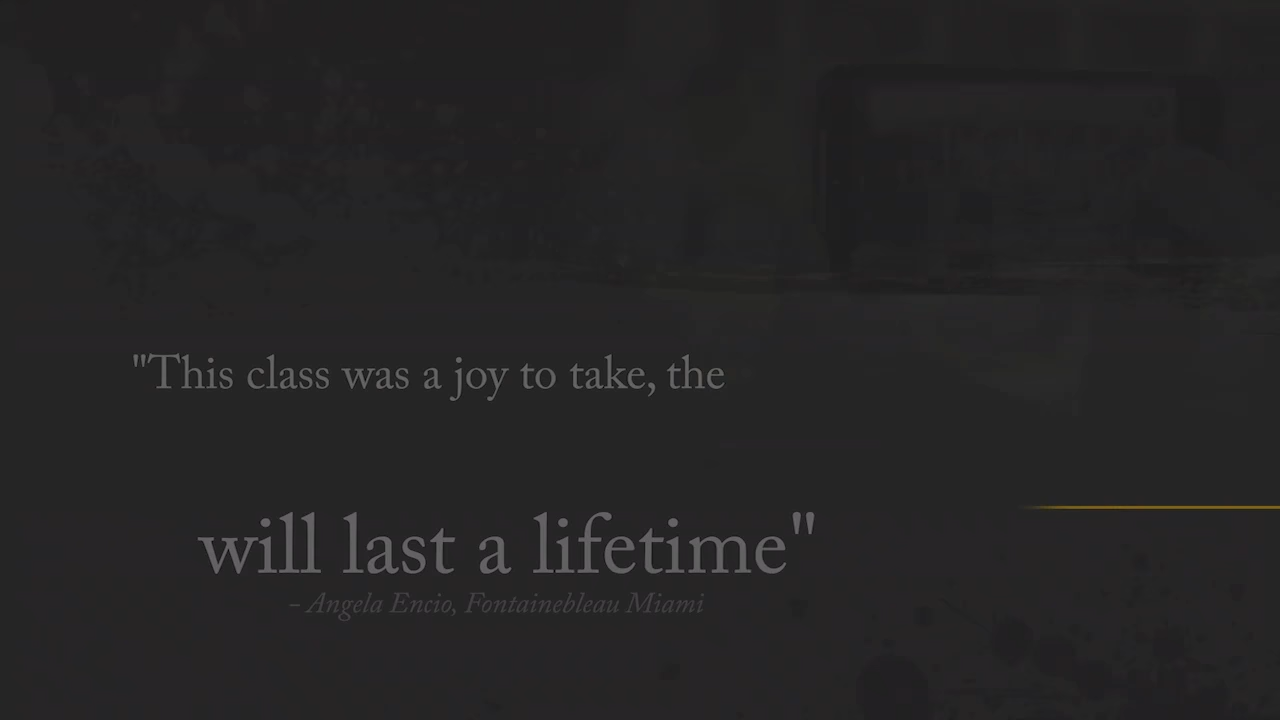 "This class was a joy to take, the
will last a lifetime"
– Angela Encio, Fontainebleau Miami